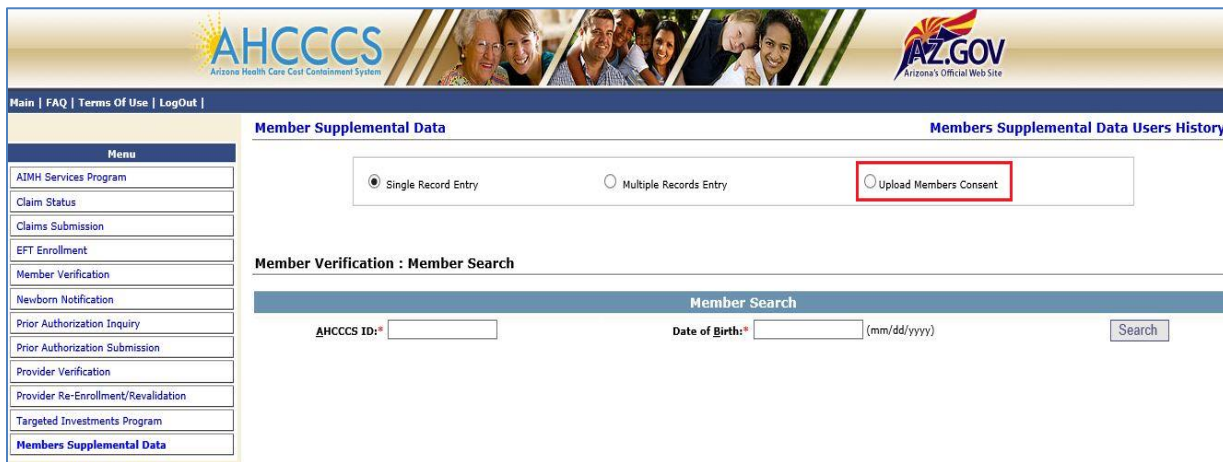 AHCCCS
Arizona Health Care Cost Containment System
AZ.GOV
Arizona's Official Web Site
Main | FAQ | Terms Of Use | LogOut |
Member Supplemental Data
Members Supplemental Data Users History
Menu
AIMH Services Program
Claim Status
Claims Submission
EFT Enrollment
Member Verification
Newborn Notification
Prior Authorization Inquiry
Prior Authorization Submission
Provider Verification
Provider Re-Enrollment/Revalidation
Targeted Investments Program
Members Supplemental Data
Single Record Entry
Multiple Records Entry
Upload Members Consent
Member Verification : Member Search
Member Search
AHCCCS ID:*
Date of Birth:*
(mm/dd/yyyy)
Search